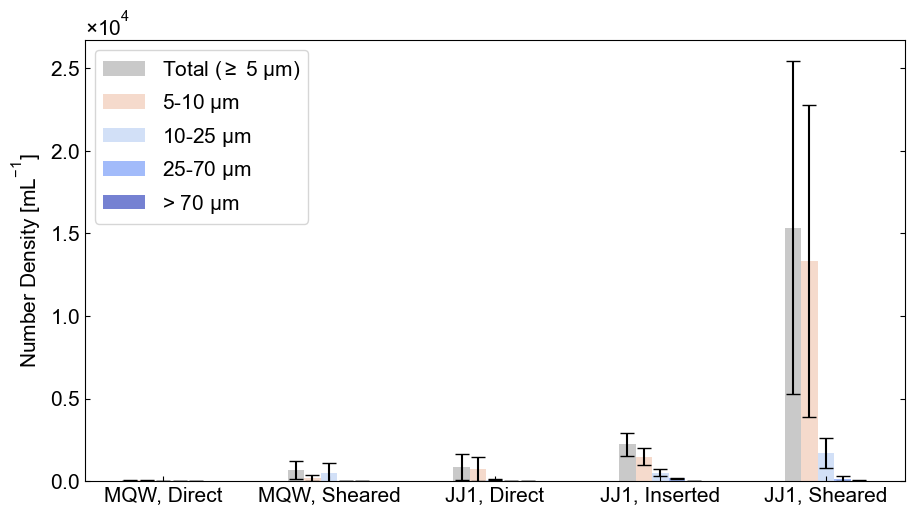 ×10⁴
Number Density [mL⁻¹]
2.5
2.0
1.5
1.0
0.5
0.0
Total (≥ 5 μm)
5-10 μm
10-25 μm
25-70 μm
> 70 μm
MQW, Direct
MQW, Sheared
JJ1, Direct
JJ1, Inserted
JJ1, Sheared